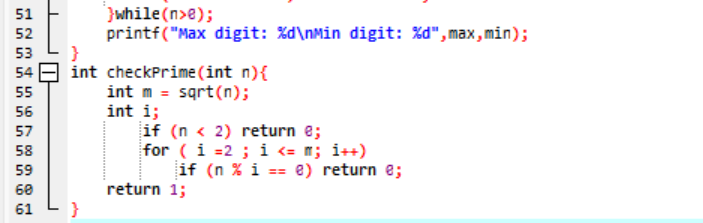 51 }while(n>0);
52 printf("Max digit: %d\nMin digit: %d",max,min);
53 }
54 int checkPrime(int n){
55 int m = sqrt(n);
56 int i;
57 if (n < 2) return 0;
58 for ( i =2 ; i <= m; i++)
59 if (n % i == 0) return 0;
60 return 1;
61 }